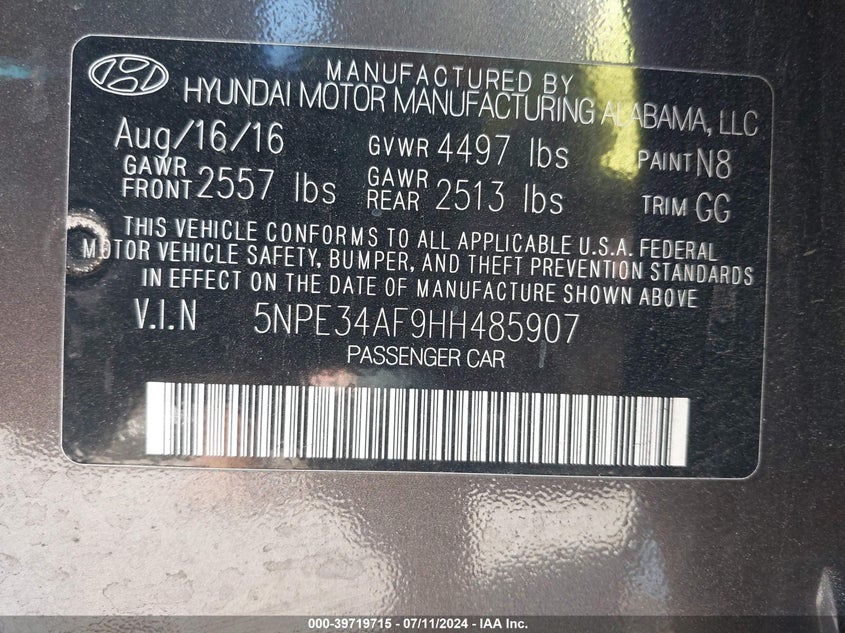 MANUFACTURED BY
HYUNDAI MOTOR MANUFACTURING ALABAMA, LLC
Aug/16/16 GVWR 4497 lbs PAINT N8
GAWR FRONT 2557 lbs GAWR REAR 2513 lbs TRIM GG
THIS VEHICLE CONFORMS TO ALL APPLICABLE U.S.A. FEDERAL
MOTOR VEHICLE SAFETY, BUMPER, AND THEFT PREVENTION STANDARDS
IN EFFECT ON THE DATE OF MANUFACTURE SHOWN ABOVE
V.I.N 5NPE34AF9HH485907
PASSENGER CAR
000-39719715 - 07/11/2024 - IAA Inc.